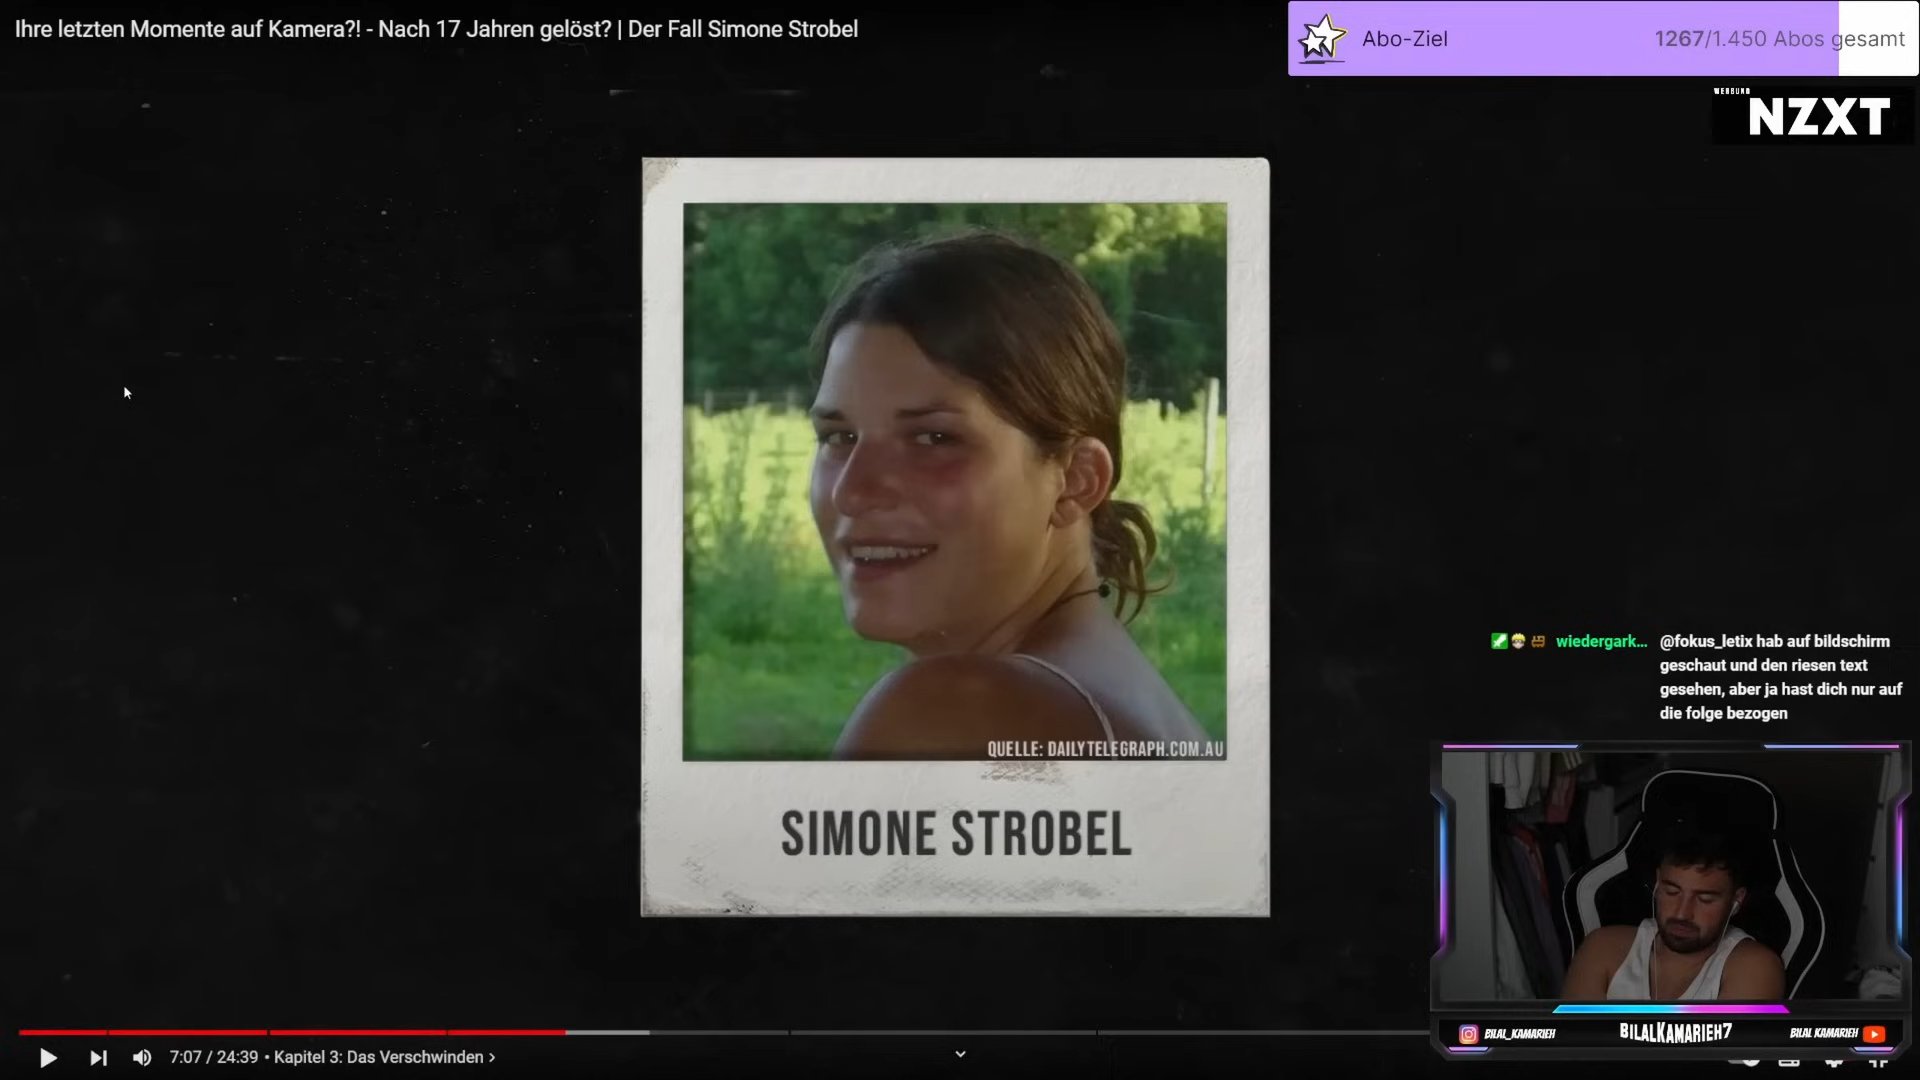 Ihre letzten Momente auf Kamera?! - Nach 17 Jahren gelöst? | Der Fall Simone Strobel
Abo-Ziel
1267/1.450 Abos gesamt
WERBUNG
NZXT
QUELLE: DAILYTELEGRAPH.COM.AU
SIMONE STROBEL
wiedergark... @fokus_letix hab auf bildschirm
geschaut und den riesen text
gesehen, aber ja hast dich nur auf
die folge bezogen
BILAL_KAMARIEH
BILALKAMARIEH7
BILAL KAMARIEH
7:07 / 24:39 • Kapitel 3: Das Verschwinden ›